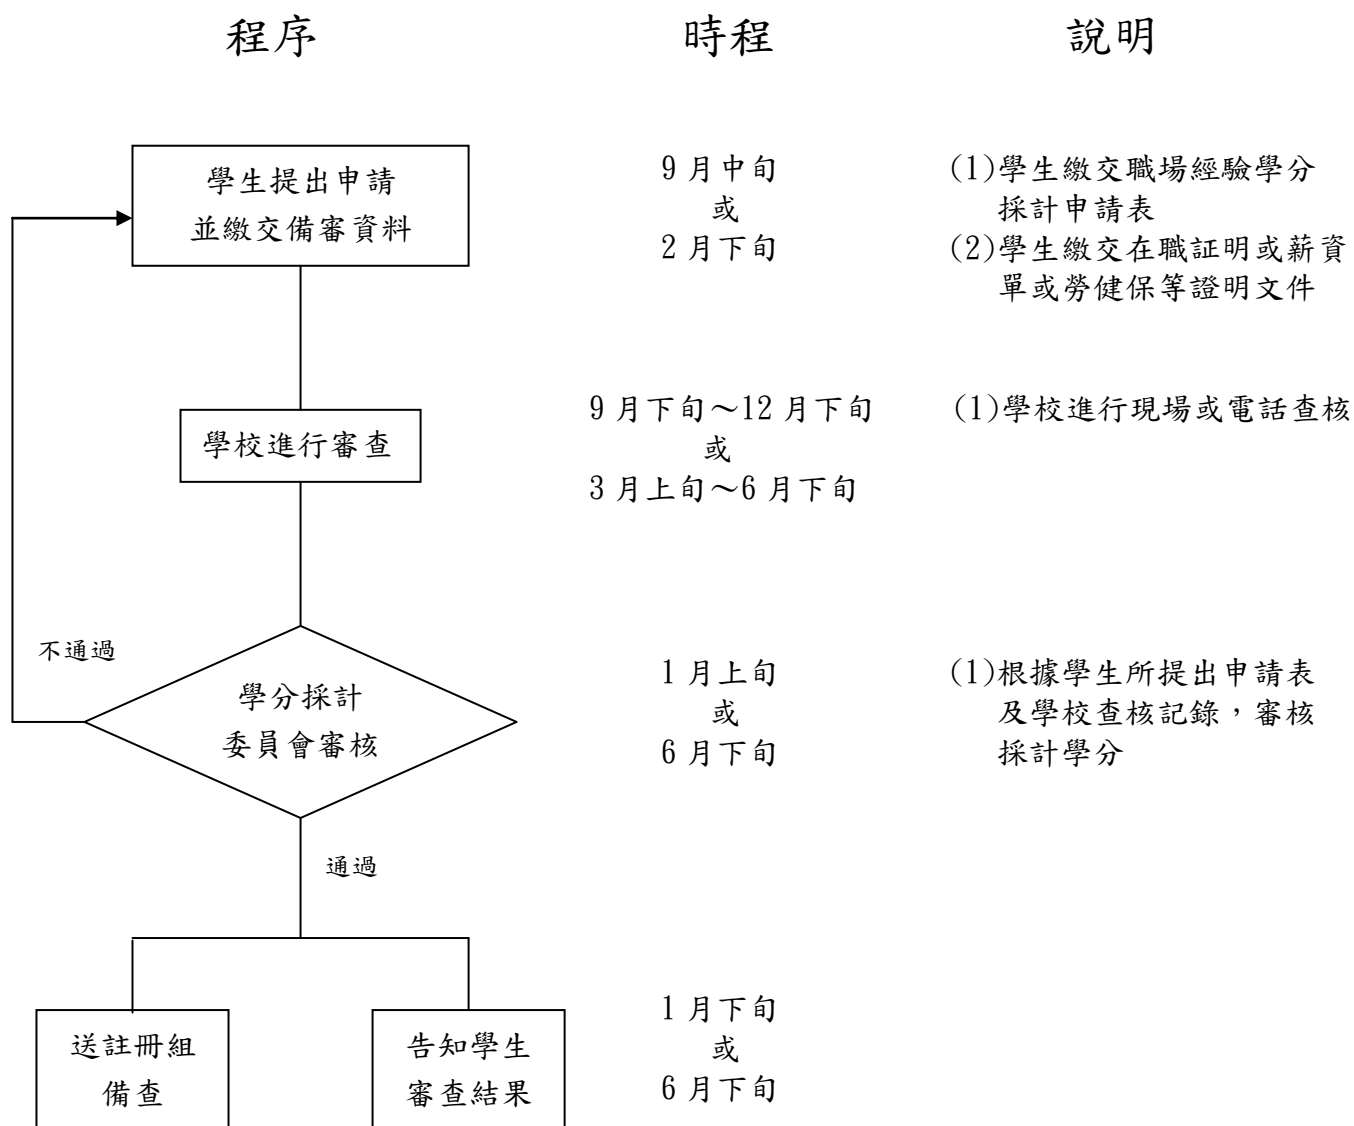 程序 時程 說明
學生提出申請
並繳交備審資料
9 月中旬
或
2 月下旬
(1)學生繳交職場經驗學分
採計申請表
(2)學生繳交在職証明或薪資
單或勞健保等證明文件
學校進行審查
9 月下旬～12 月下旬
或
3 月上旬～6 月下旬
(1)學校進行現場或電話查核
不通過
學分採計
委員會審核
1 月上旬
或
6 月下旬
(1)根據學生所提出申請表
及學校查核記錄，審核
採計學分
通過
送註冊組
備查
告知學生
審查結果
1 月下旬
或
6 月下旬